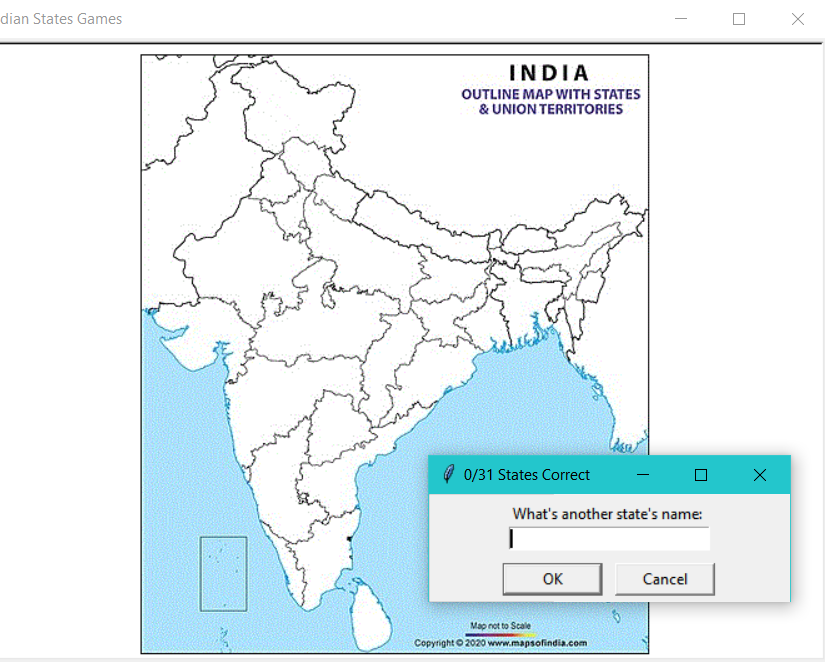 dian States Games
INDIA
OUTLINE MAP WITH STATES
& UNION TERRITORIES
0/31 States Correct
What's another state's name:
OK
Cancel
Map not to Scale
Copyright © 2020 www.mapsofindia.com